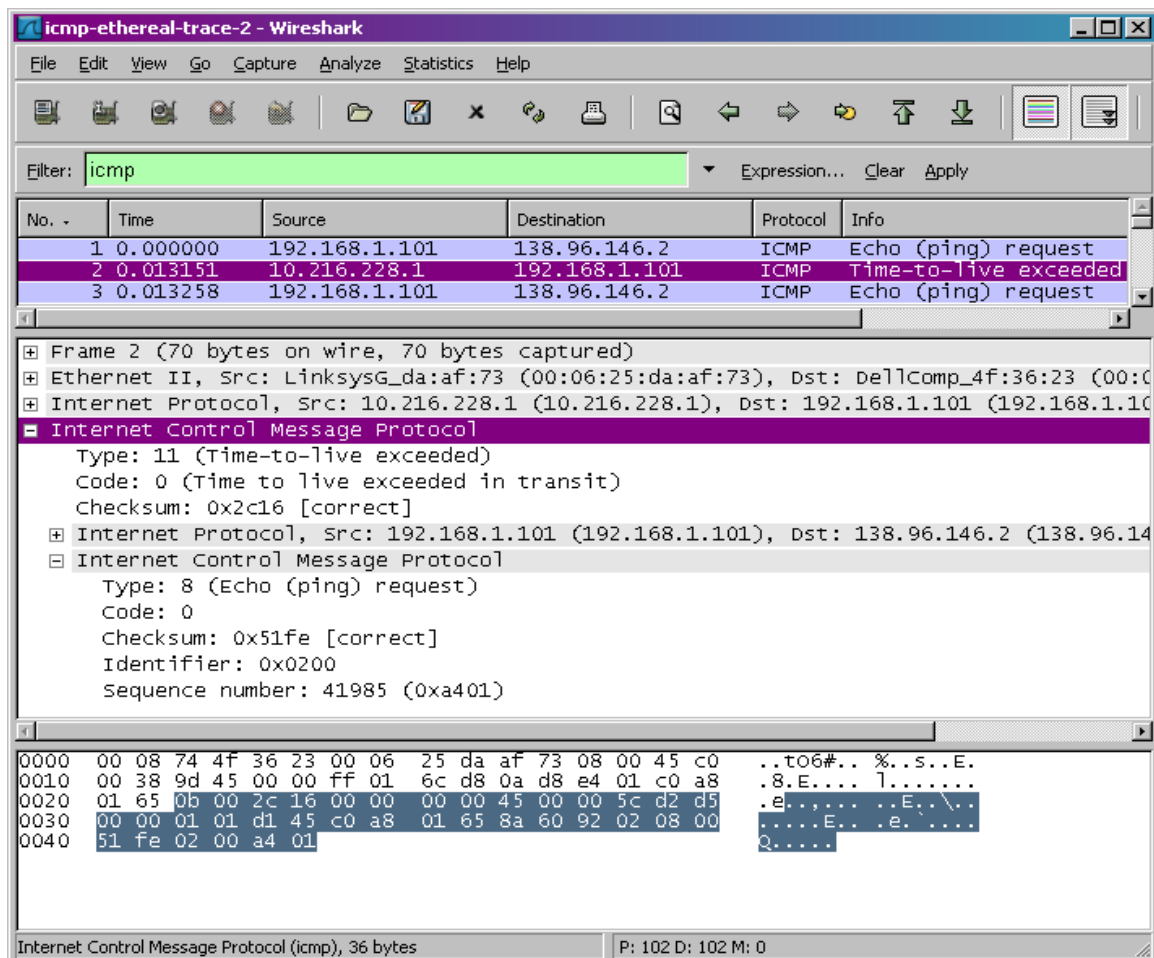 icmp-ethereal-trace-2 - Wireshark
File Edit View Go Capture Analyze Statistics Help
Filter: icmp Expression... Clear Apply
No. Time Source Destination Protocol Info
1 0.000000 192.168.1.101 138.96.146.2 ICMP Echo (ping) request
2 0.013151 10.216.228.1 192.168.1.101 ICMP Time-to-live exceeded
3 0.013258 192.168.1.101 138.96.146.2 ICMP Echo (ping) request
Frame 2 (70 bytes on wire, 70 bytes captured)
Ethernet II, Src: LinksysG_da:af:73 (00:06:25:da:af:73), Dst: DellComp_4f:36:23 (00:0
Internet Protocol, Src: 10.216.228.1 (10.216.228.1), Dst: 192.168.1.101 (192.168.1.10
Internet Control Message Protocol
Type: 11 (Time-to-live exceeded)
Code: 0 (Time to live exceeded in transit)
Checksum: 0x2c16 [correct]
Internet Protocol, Src: 192.168.1.101 (192.168.1.101), Dst: 138.96.146.2 (138.96.14
Internet Control Message Protocol
Type: 8 (Echo (ping) request)
Code: 0
Checksum: 0x51fe [correct]
Identifier: 0x0200
Sequence number: 41985 (0xa401)
0000 00 08 74 4f 36 23 00 06 25 da af 73 08 00 45 c0 ..tO6#.. %..s..E.
0010 00 38 9d 45 00 00 ff 01 6c d8 0a d8 e4 01 c0 a8 .8.E.... l.......
0020 01 65 0b 00 2c 16 00 00 00 00 45 00 00 5c d2 d5 .e..,... ..E..\..
0030 00 00 01 01 d1 45 c0 a8 01 65 8a 60 92 02 08 00 .....E.. .e.`....
0040 51 fe 02 00 a4 01 Q.....
Internet Control Message Protocol (icmp), 36 bytes P: 102 D: 102 M: 0